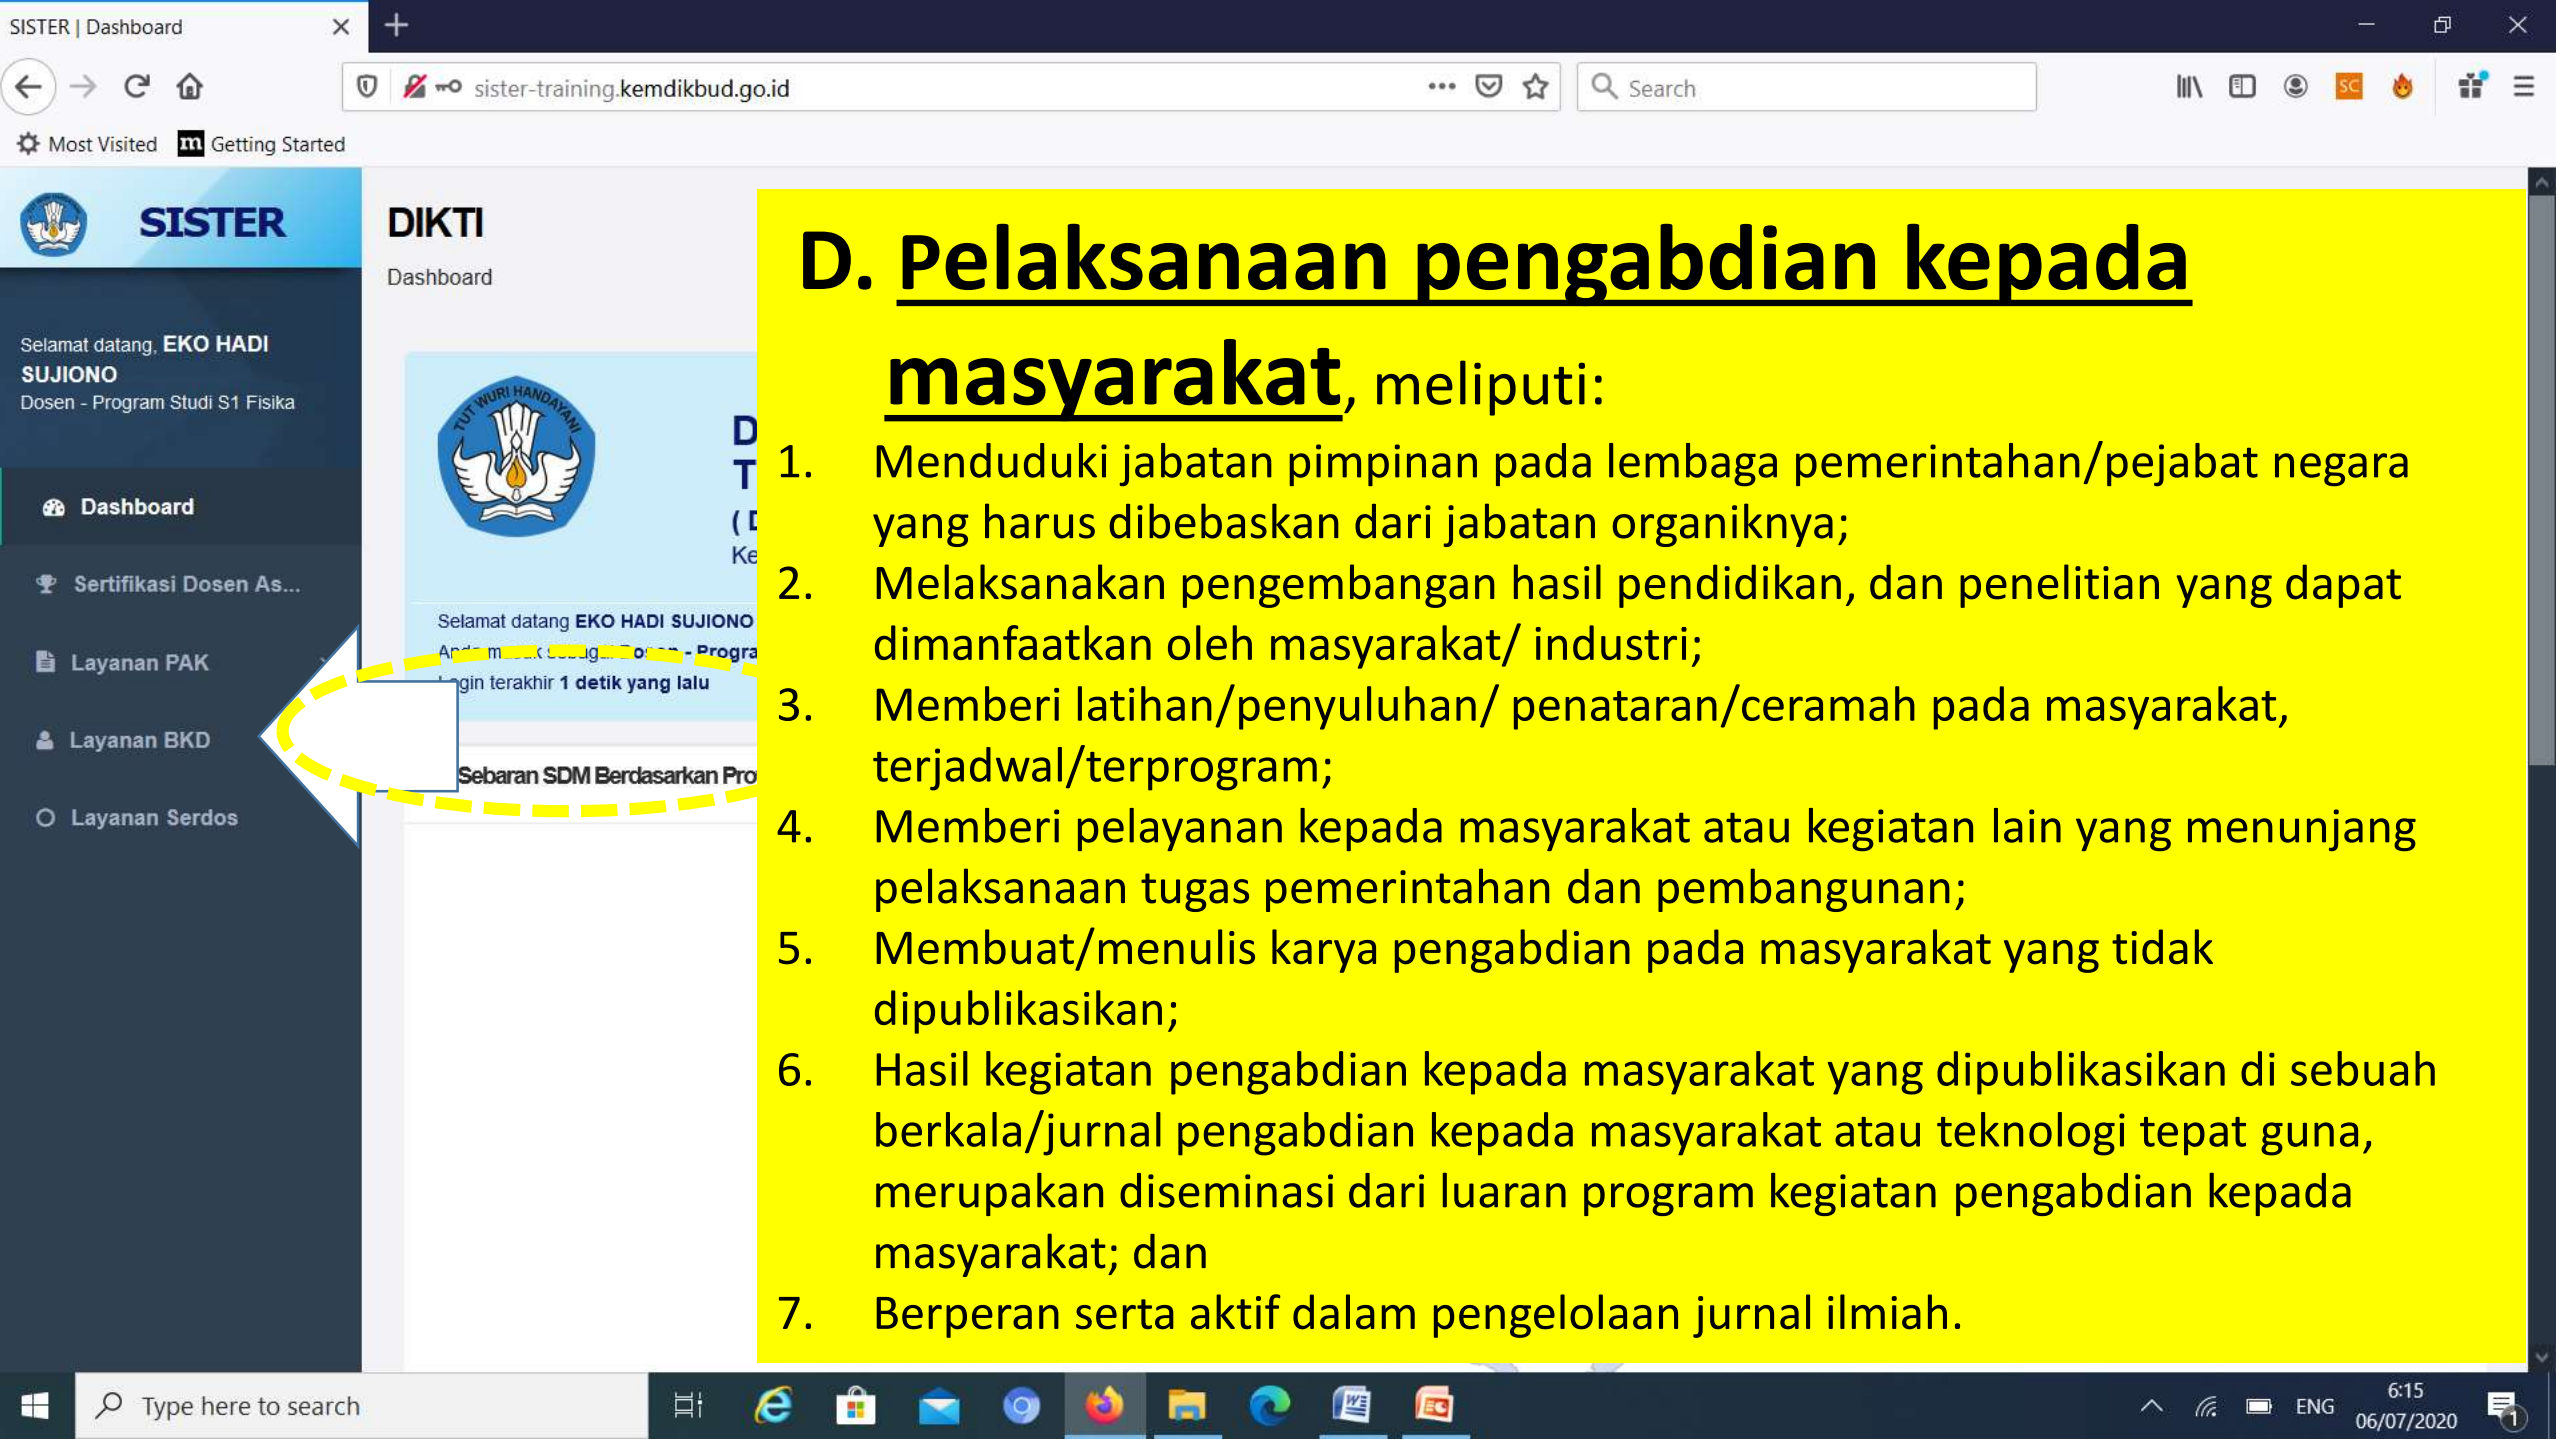 SISTER | Dashboard
sister-training.kemdikbud.go.id
Search
Most Visited
m Getting Started
SISTER
Selamat datang, EKO HADI
SUJIONO
Dosen - Program Studi S1 Fisika
Dashboard
Sertifikasi Dosen As...
Layanan PAK
Layanan BKD
Layanan Serdos
DIKTI
Dashboard
TUT WURI HANDAYANI
D
T
( D
Ke
Selamat datang EKO HADI SUJIONO
- Progra
terakhir 1 detik yang lalu
Sebaran SDM Berdasarkan Pro
D. Pelaksanaan pengabdian kepada
masyarakat, meliputi:
1. Menduduki jabatan pimpinan pada lembaga pemerintahan/pejabat negara
yang harus dibebaskan dari jabatan organiknya;
2. Melaksanakan pengembangan hasil pendidikan, dan penelitian yang dapat
dimanfaatkan oleh masyarakat/ industri;
3. Memberi latihan/penyuluhan/ penataran/ceramah pada masyarakat,
terjadwal/terprogram;
4. Memberi pelayanan kepada masyarakat atau kegiatan lain yang menunjang
pelaksanaan tugas pemerintahan dan pembangunan;
5. Membuat/menulis karya pengabdian pada masyarakat yang tidak
dipublikasikan;
6. Hasil kegiatan pengabdian kepada masyarakat yang dipublikasikan di sebuah
berkala/jurnal pengabdian kepada masyarakat atau teknologi tepat guna,
merupakan diseminasi dari luaran program kegiatan pengabdian kepada
masyarakat; dan
7. Berperan serta aktif dalam pengelolaan jurnal ilmiah.
Type here to search
ENG
6:15
06/07/2020
1